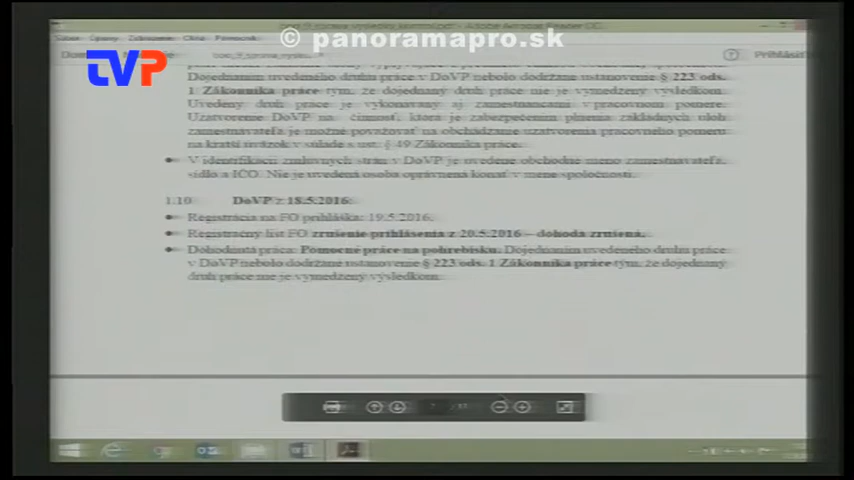 © panoramapro.sk
TVP
Dojednaním uvedeného druhu práce v DoVP nebolo dodržané ustanovenie § 223 ods.
1 Zákonníka práce tým, že dojednaný druh práce nie je vymedzený výsledkom.
Uvedený druh práce je vykonávaný aj zamestnancami v pracovnom pomere.
Uzatvorenie DoVP na činnosť, ktorá je zabezpečením plnenia základných úloh
zamestnávateľa je možné považovať na obchádzanie uzatvorenia pracovného pomeru
na kratší úväzok v súlade s ust. § 49 Zákonníka práce.
V identifikácii zmluvných strán v DoVP je uvedené obchodné meno zamestnávateľa,
sídlo a IČO. Nie je uvedená osoba oprávnená konať v mene spoločnosti.
1.10 DoVP z 18.5.2016:
Registrácia na FO prihláška: 19.5.2016,
Registračný list FO zrušenie prihlásenia z 20.5.2016 – dohoda zrušená,
Dohodnutá práca: Pomocné práce na pohrebisku. Dojednaním uvedeného druhu práce
v DoVP nebolo dodržané ustanovenie § 223 ods. 1 Zákonníka práce tým, že dojednaný
druh práce nie je vymedzený výsledkom.